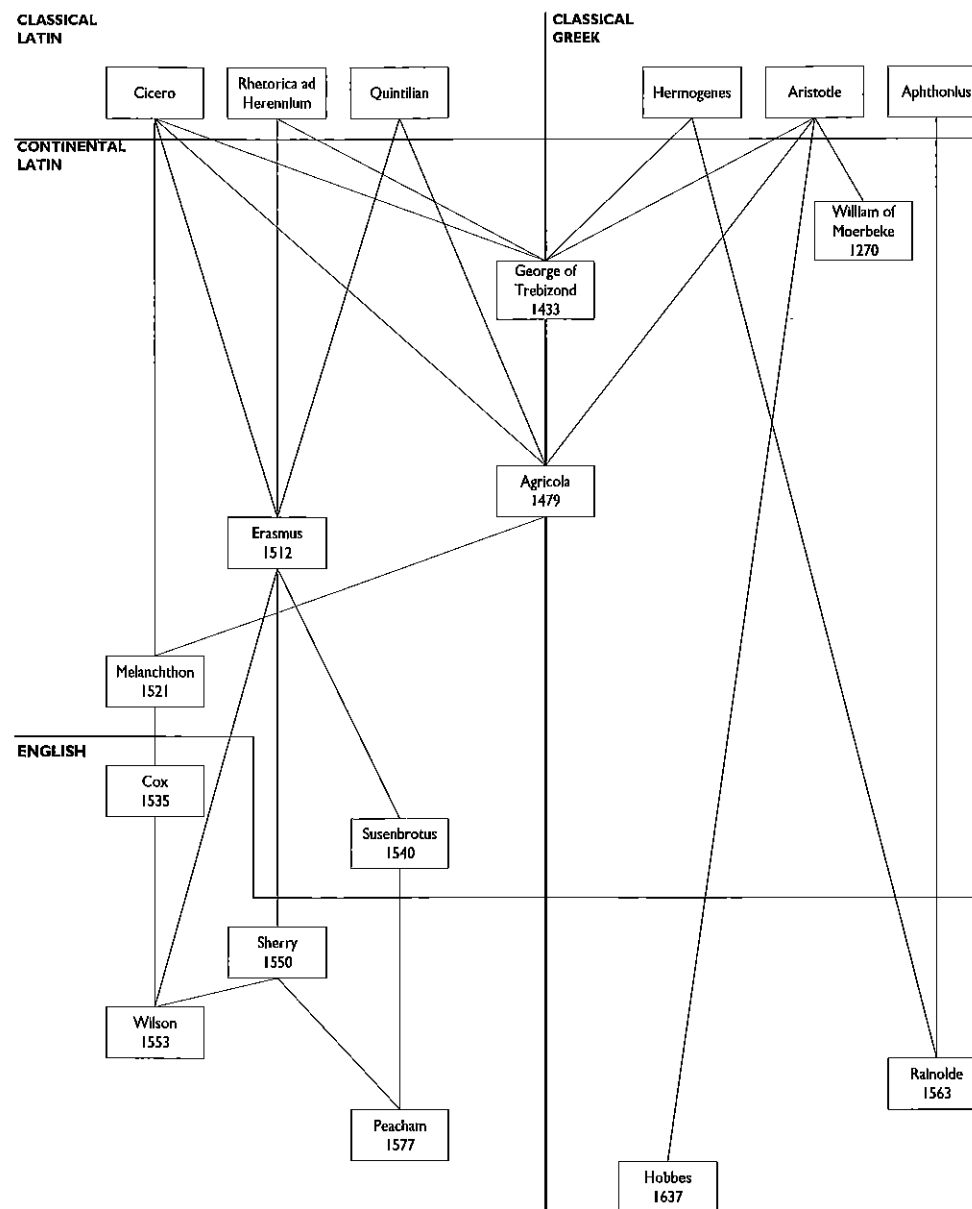 CLASSICAL
LATIN
CLASSICAL
GREEK
Cicero
Rhetorica ad
Herennium
Quintilian
Hermogenes
Aristotle
Aphthonius
CONTINENTAL
LATIN
William of
Moerbeke
1270
George of
Trebizond
1433
Agricola
1479
Erasmus
1512
Melanchthon
1521
ENGLISH
Cox
1535
Susenbrotus
1540
Sherry
1550
Wilson
1553
Rainolde
1563
Peacham
1577
Hobbes
1637